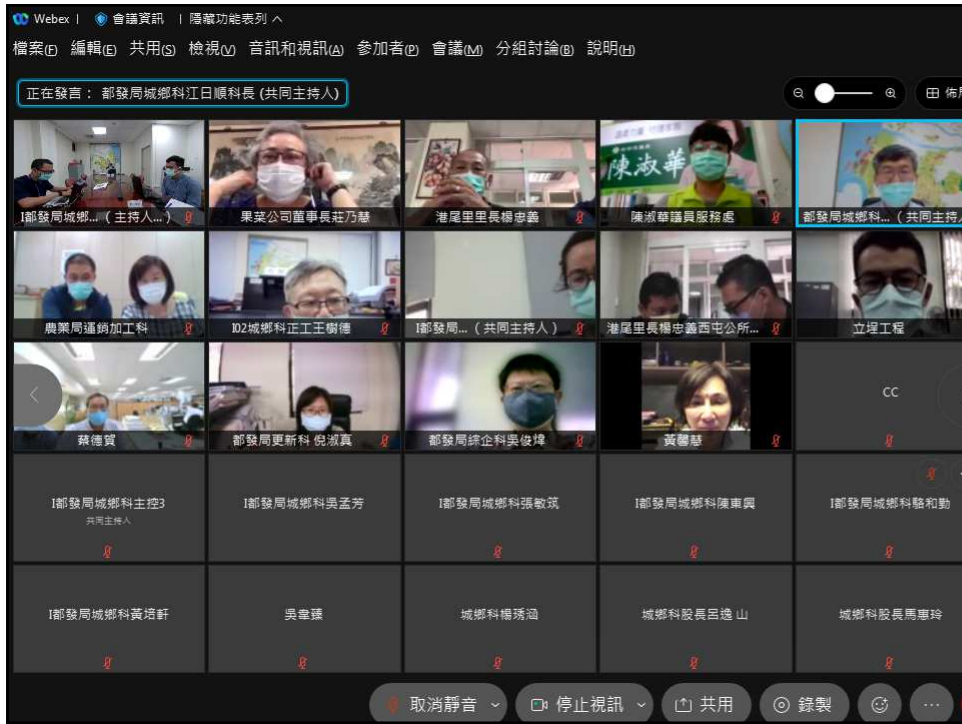 Webex | 會議資訊 | 隱藏功能表列
檔案(F) 編輯(E) 共用(S) 檢視(V) 音訊和視訊(A) 參加者(P) 會議(M) 分組討論(B) 說明(H)
正在發言： 都發局城鄉科江日順科長 (共同主持人)
佈局
陳淑華
I都發局城鄉... (主持人...)
果菜公司董事長莊乃慧
港尾里里長楊忠義
陳淑華議員服務處
都發局城鄉科... (共同主持人
農業局運銷加工科
I02城鄉科正工王樹德
I都發局... (共同主持人)
港尾里長楊忠義西屯公所...
立埕工程
蔡德賀
都發局更新科 倪淑真
都發局綜企科吳俊煒
黃馨慧
CC
I都發局城鄉科主控3
共同主持人
I都發局城鄉科吳孟芳
I都發局城鄉科張敏筑
I都發局城鄉科陳東興
I都發局城鄉科駱和勤
I都發局城鄉科黃培軒
吳韋臻
城鄉科楊琇涵
城鄉科股長呂逸山
城鄉科股長馬惠玲
取消靜音
停止視訊
共用
錄製